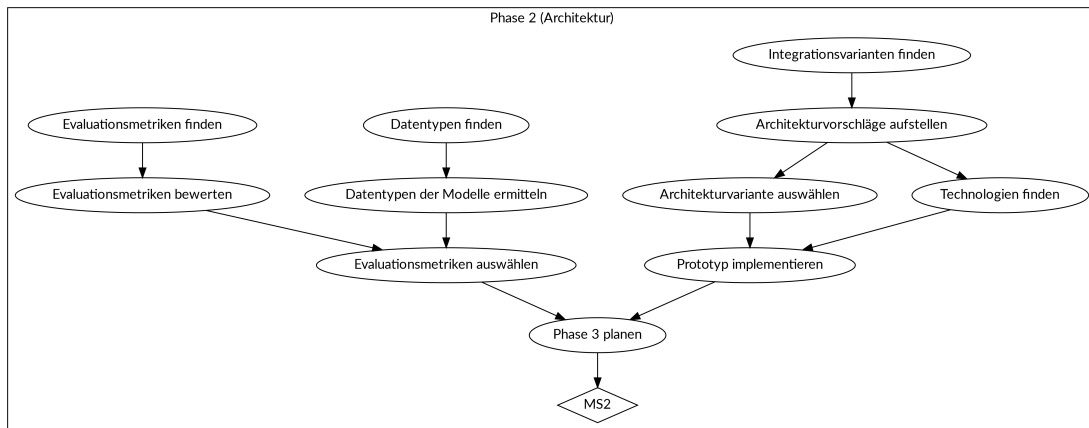 Phase 2 (Architektur)
Integrationsvarianten finden
Evaluationsmetriken finden
Datentypen finden
Architekturvorschläge aufstellen
Evaluationsmetriken bewerten
Datentypen der Modelle ermitteln
Architekturvariante auswählen
Technologien finden
Evaluationsmetriken auswählen
Prototyp implementieren
Phase 3 planen
MS2